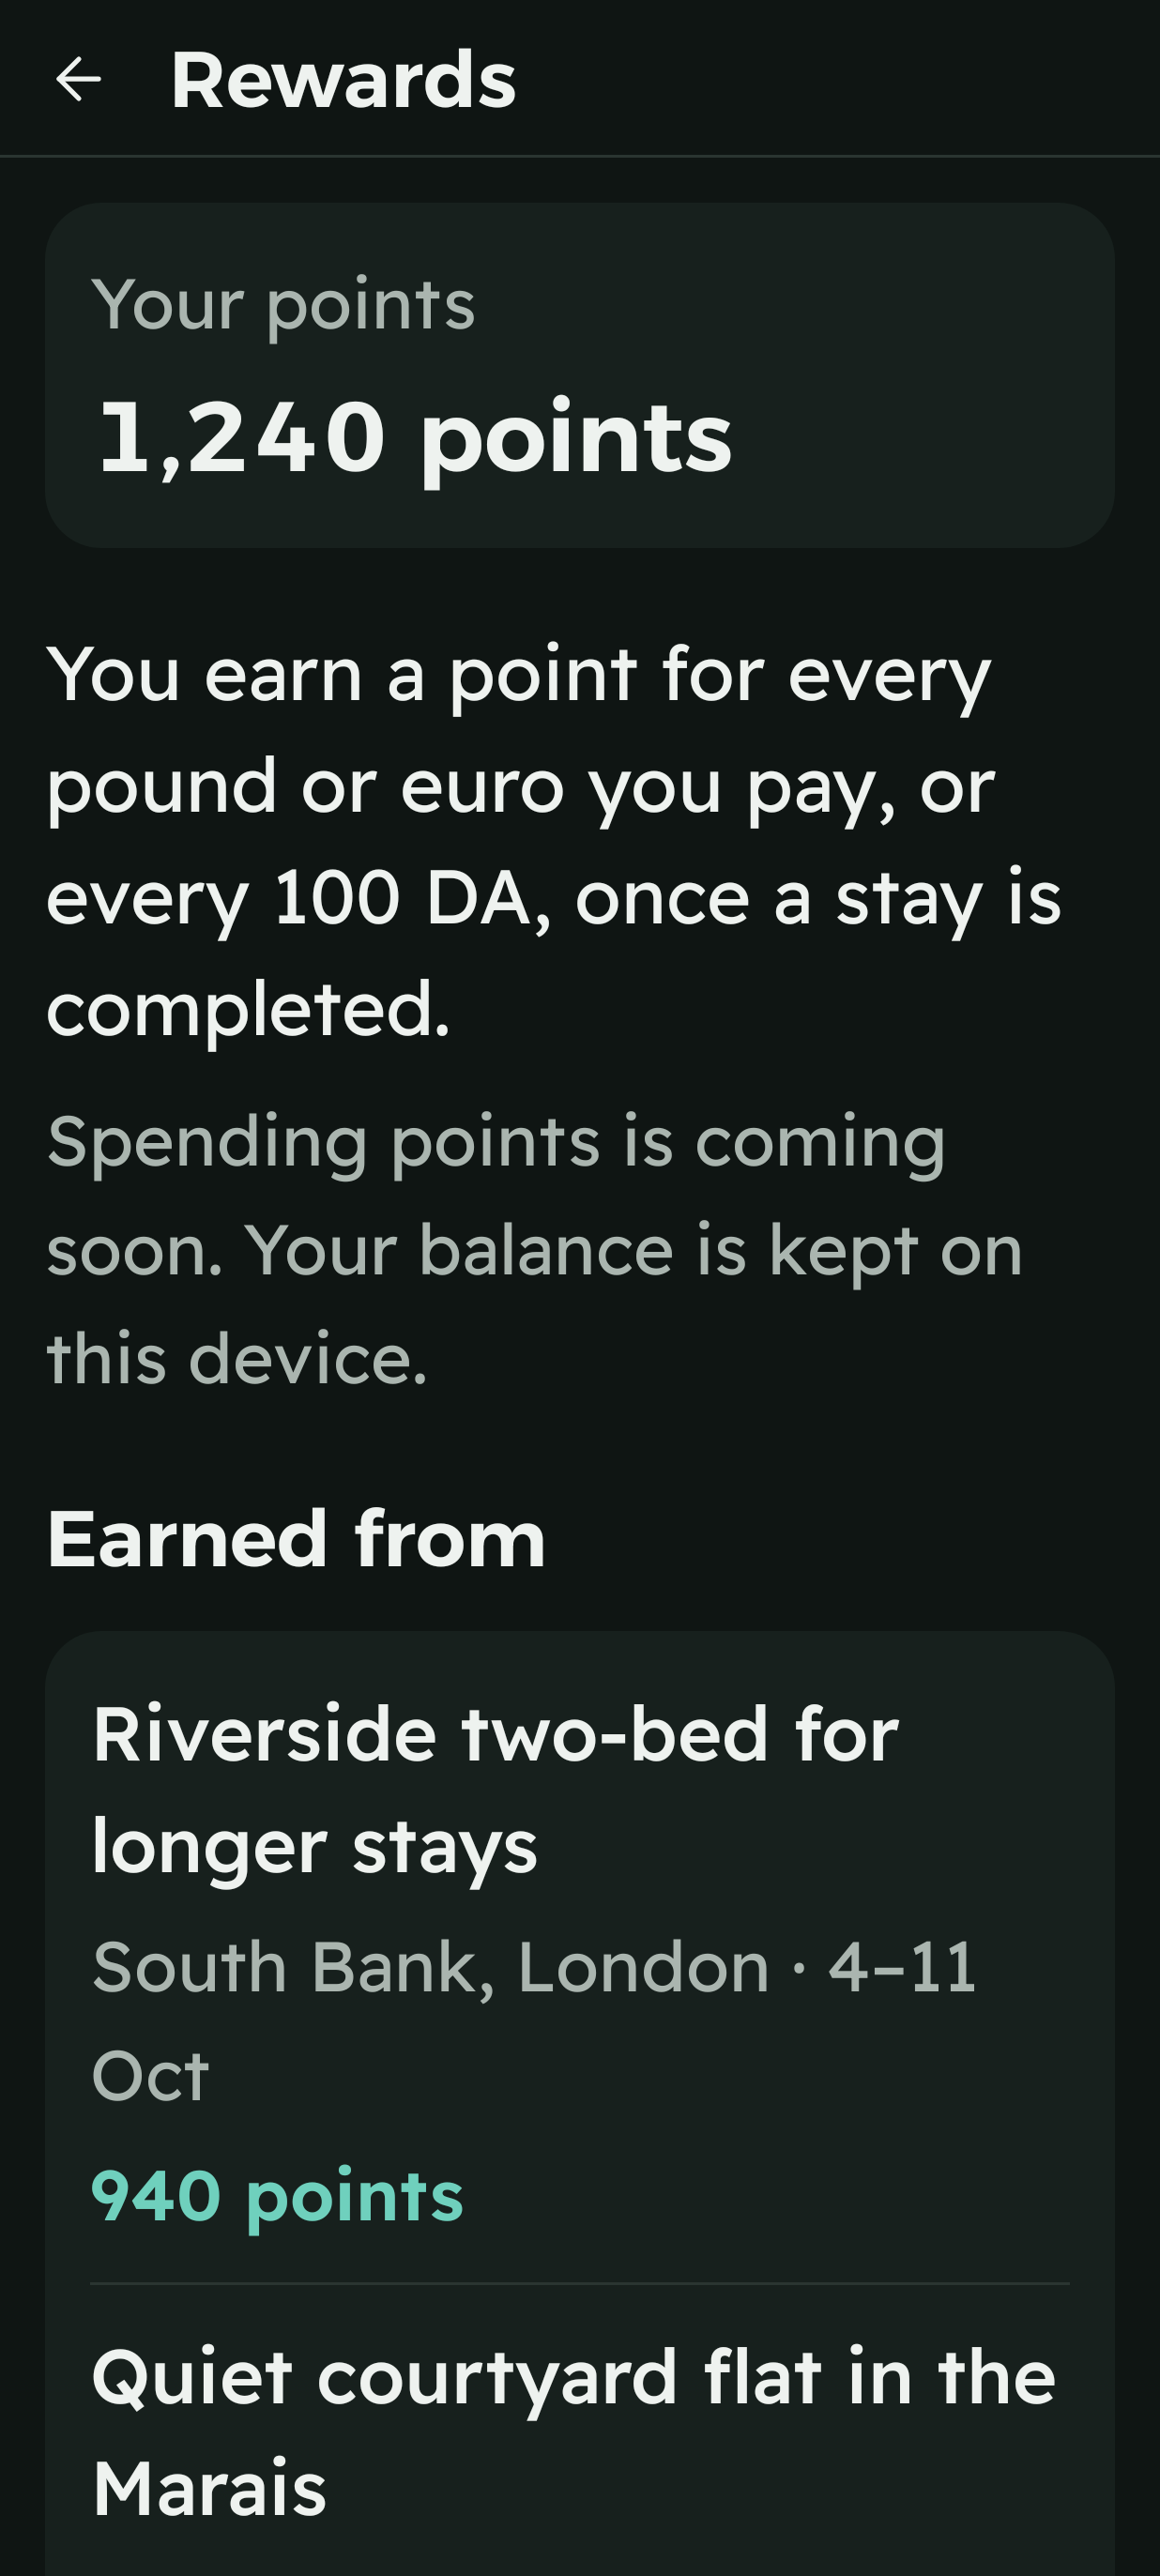 Rewards
Your points
1,240 points
You earn a point for every
pound or euro you pay, or
every 100 DA, once a stay is
completed.
Spending points is coming
soon. Your balance is kept on
this device.
Earned from
Riverside two-bed for
longer stays
South Bank, London · 4–11
Oct
940 points
Quiet courtyard flat in the
Marais